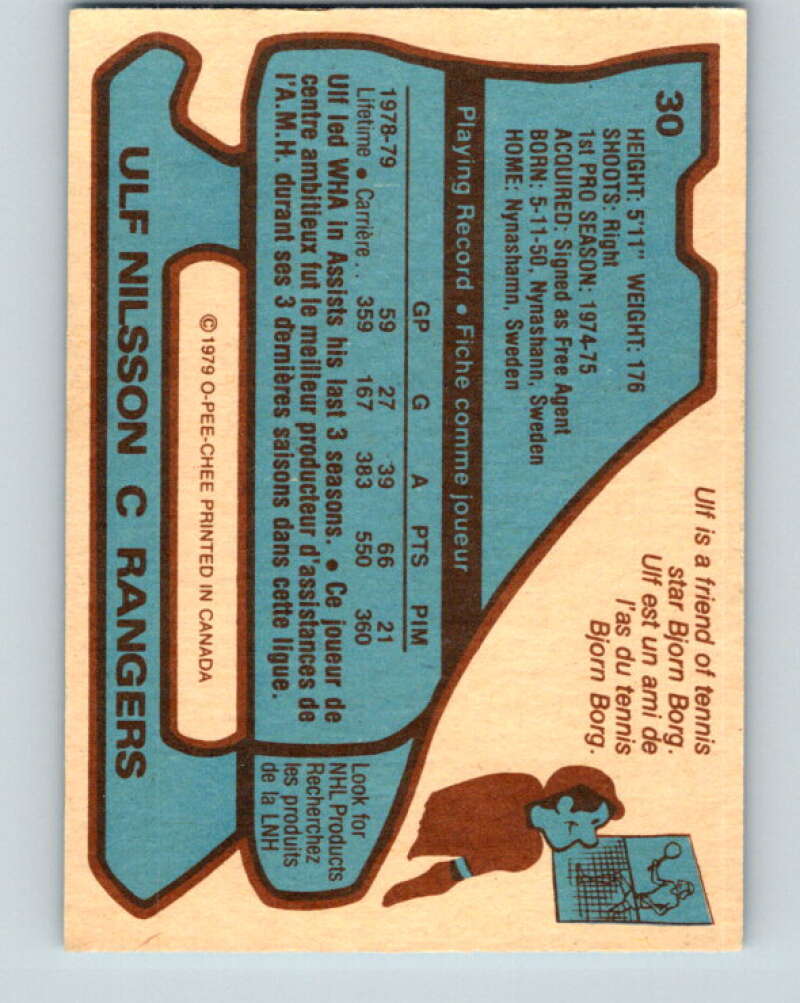 30
HEIGHT: 5'11" WEIGHT: 176
SHOOTS: Right
1st PRO SEASON: 1974-75
ACQUIRED: Signed as Free Agent
BORN: 5-11-50, Nynashann, Sweden
HOME: Nynashamn, Sweden
Ulf is a friend of tennis
star Bjorn Borg.
Ulf est un ami de
l'as du tennis
Bjorn Borg.
Playing Record • Fiche comme joueur
GP G A PTS PIM
1978-79 59 27 39 66 21
Lifetime • Carrière . . 359 167 383 550 360
Ulf led WHA in Assists his last 3 seasons. • Ce joueur de
centre ambitieux fut le meilleur producteur d'assistances de
l'A.M.H. durant ses 3 dernières saisons dans cette ligue.
Look for
NHL Products
Recherchez
les produits
de la LNH
©1979 O-PEE-CHEE PRINTED IN CANADA
ULF NILSSON C RANGERS